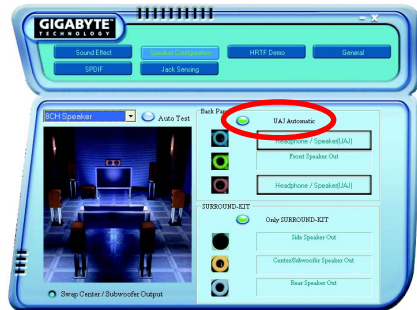 GIGABYTE
TECHNOLOGY
Sound Effect
Speaker Configuration
HRTF Demo
General
SPDIF
Jack Sensing
8CH Speaker
Auto Test
Back Pan
UAJ Automatic
Headphone / Speaker(UAJ)
Front Speaker Out
Headphone / Speaker(UAJ)
SURROUND-KIT
Only SURROUND-KIT
Side Speaker Out
Center/Subwoofer Speaker Out
Rear Speaker Out
Swap Center / Subwoofer Output